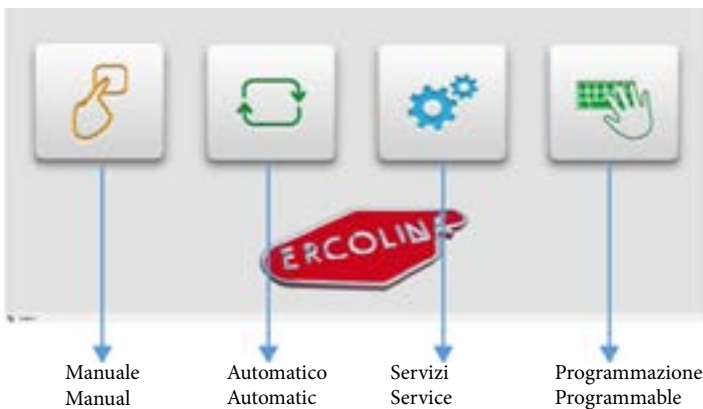 ERCOLINA
Manuale Automatico Servizi Programmazione
Manual Automatic Service Programmable